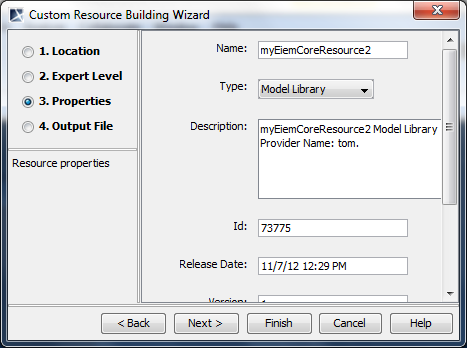 Custom Resource Building Wizard
1. Location
2. Expert Level
3. Properties
4. Output File
Resource properties
Name: myEiemCoreResource2
Type: Model Library
Description: myEiemCoreResource2 Model Library
Provider Name: tom.
Id: 73775
Release Date: 11/7/12 12:29 PM
< Back Next > Finish Cancel Help